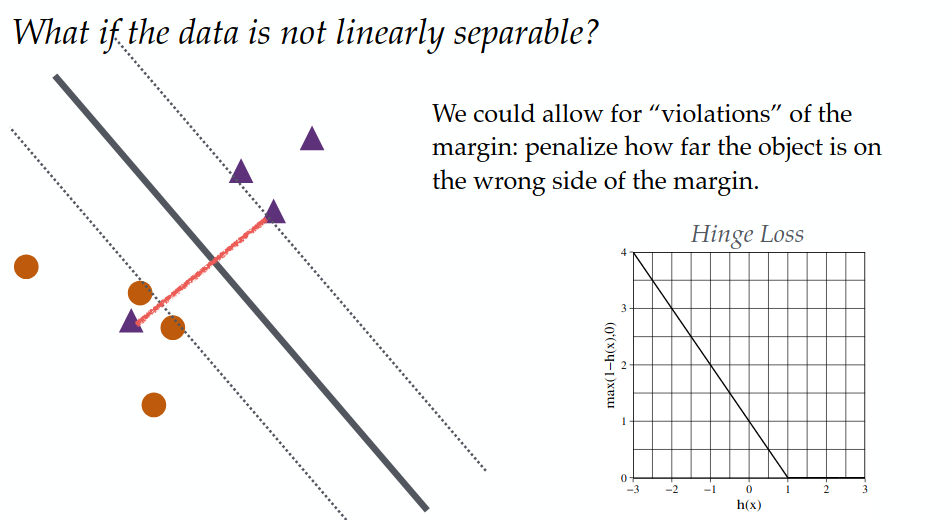 What if the data is not linearly separable?
We could allow for “violations” of the
margin: penalize how far the object is on
the wrong side of the margin.
Hinge Loss
4
3
2
1
0
max(1−h(x),0)
−3 −2 −1 0 1 2 3
h(x)